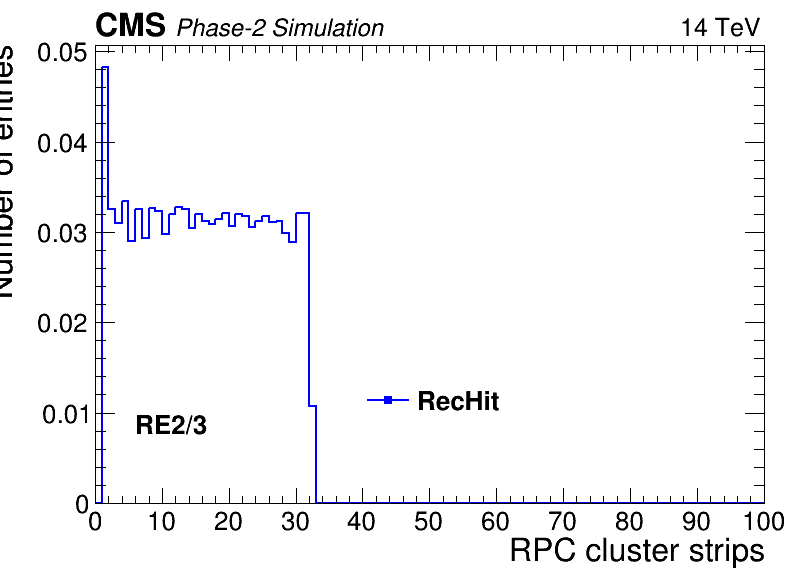 CMS Phase-2 Simulation 14 TeV
Number of entries
0.05
0.04
0.03
0.02
0.01
0
RE2/3
RecHit
0 10 20 30 40 50 60 70 80 90 100
RPC cluster strips